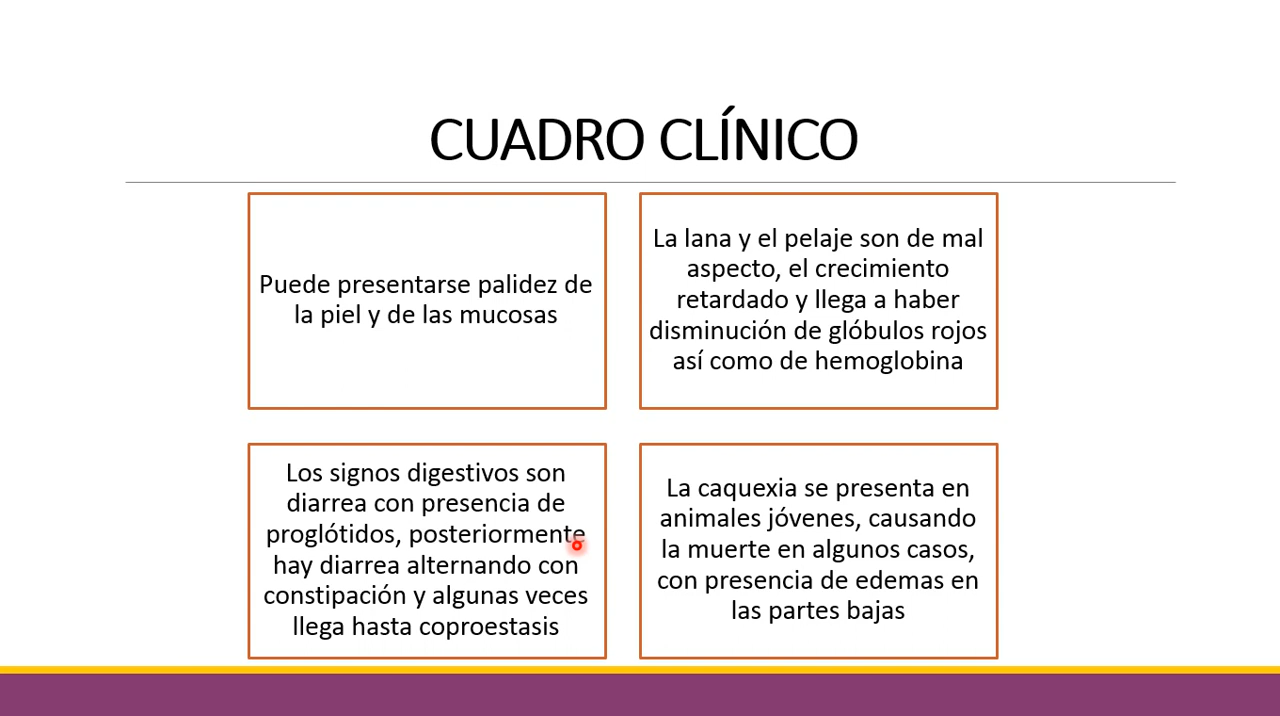 CUADRO CLÍNICO
Puede presentarse palidez de
la piel y de las mucosas
La lana y el pelaje son de mal
aspecto, el crecimiento
retardado y llega a haber
disminución de glóbulos rojos
así como de hemoglobina
Los signos digestivos son
diarrea con presencia de
proglótidos, posteriormente
hay diarrea alternando con
constipación y algunas veces
llega hasta coproestasis
La caquexia se presenta en
animales jóvenes, causando
la muerte en algunos casos,
con presencia de edemas en
las partes bajas